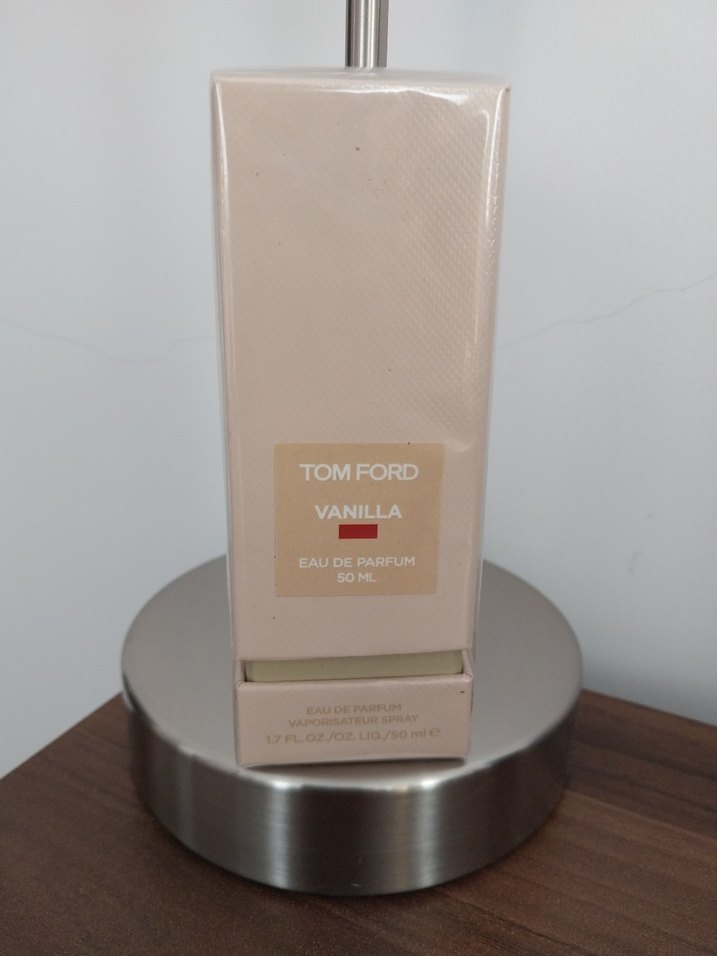 TOM FORD
VANILLA
EAU DE PARFUM
50 ML
EAU DE PARFUM
VAPORISATEUR SPRAY
1.7 FL. OZ./OZ. LIQ./50 ml ℮